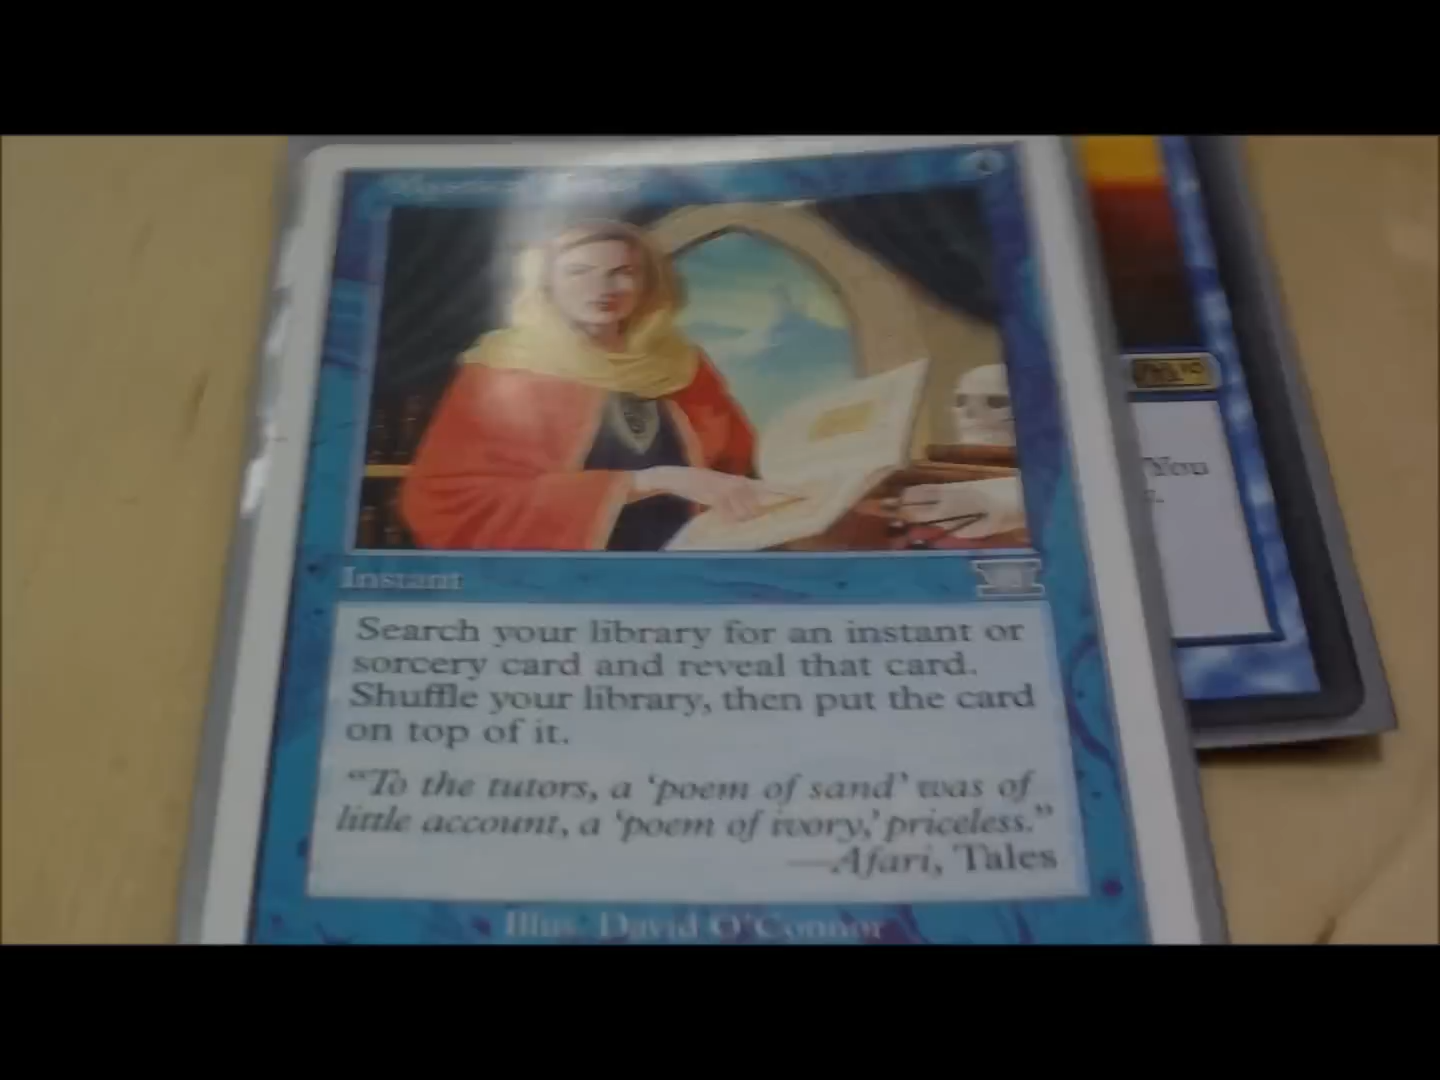 Mystical Tutor
Instant
Search your library for an instant or
sorcery card and reveal that card.
Shuffle your library, then put the card
on top of it.
"To the tutors, a 'poem of sand' was of
little account, a 'poem of ivory,' priceless."
—Afari, Tales
Illus. David O'Connor
You